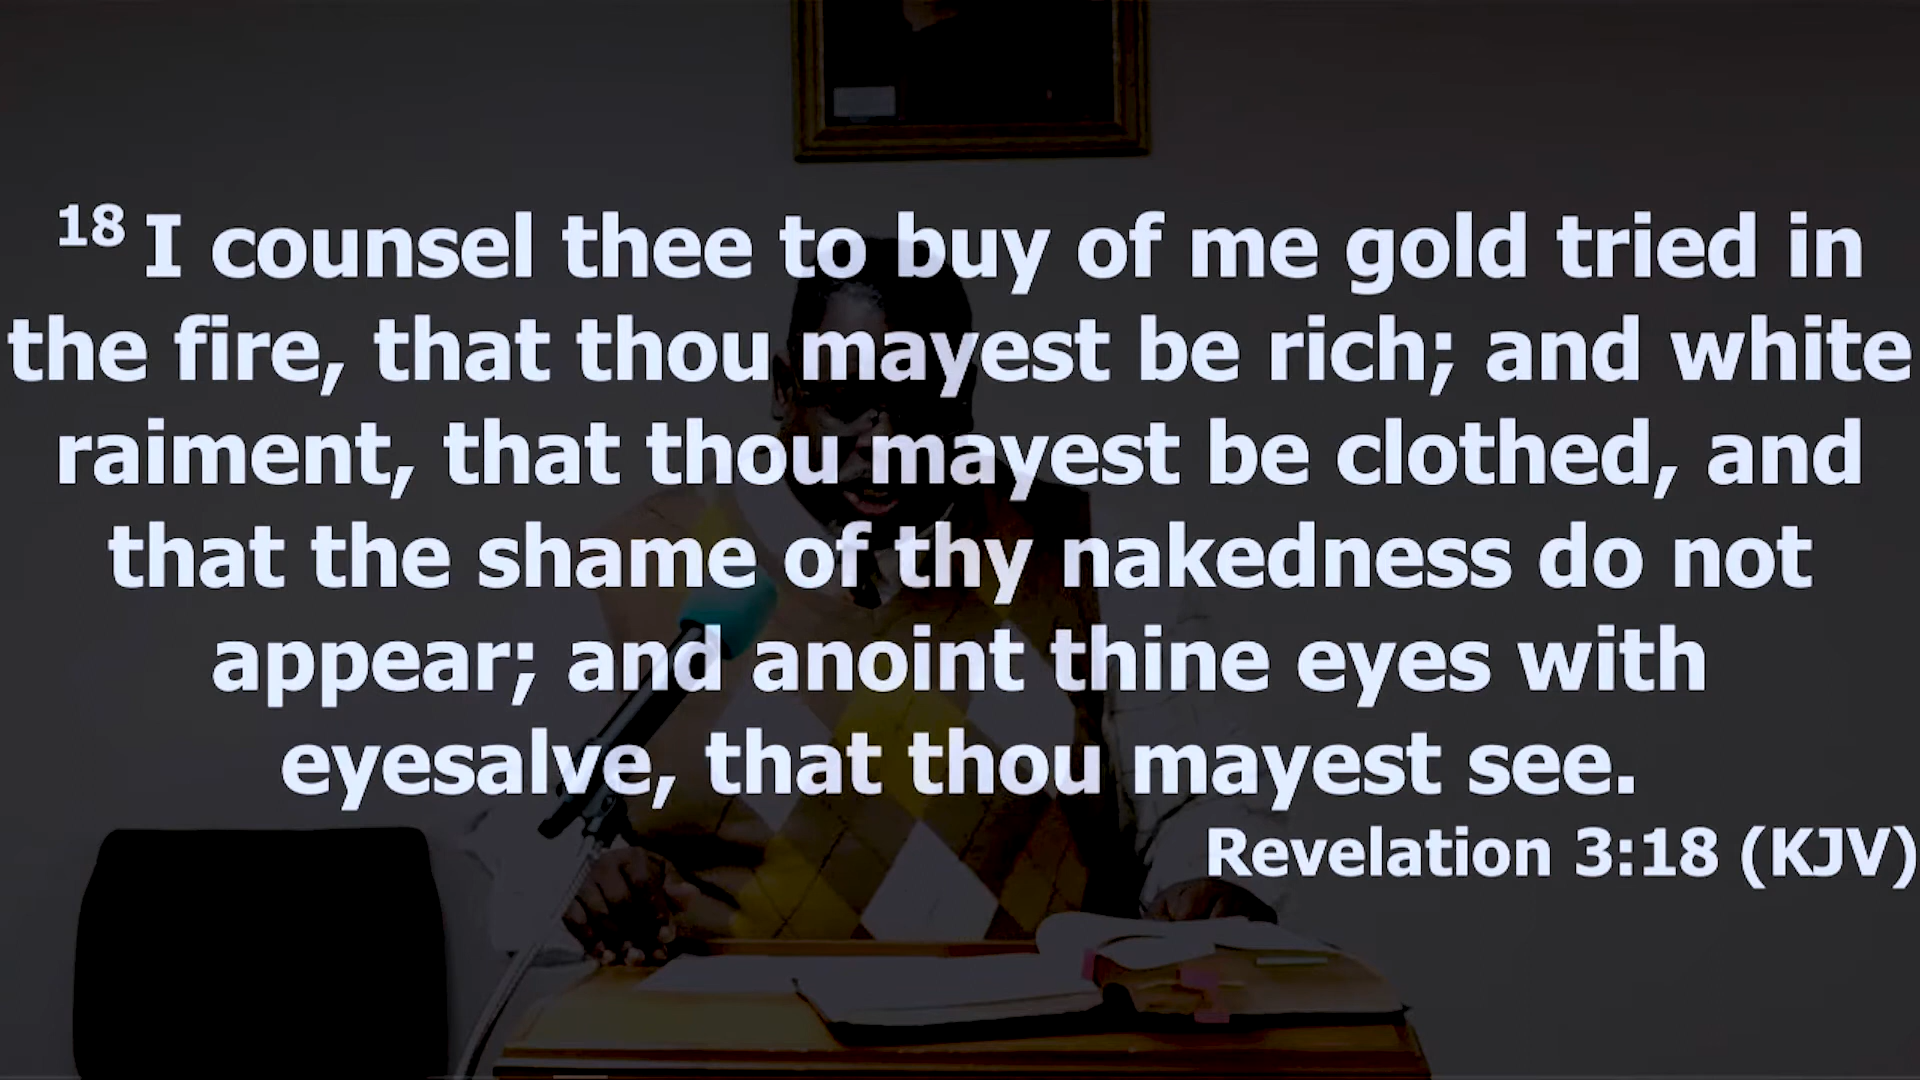 18 I counsel thee to buy of me gold tried in
the fire, that thou mayest be rich; and white
raiment, that thou mayest be clothed, and
that the shame of thy nakedness do not
appear; and anoint thine eyes with
eyesalve, that thou mayest see.
Revelation 3:18 (KJV)